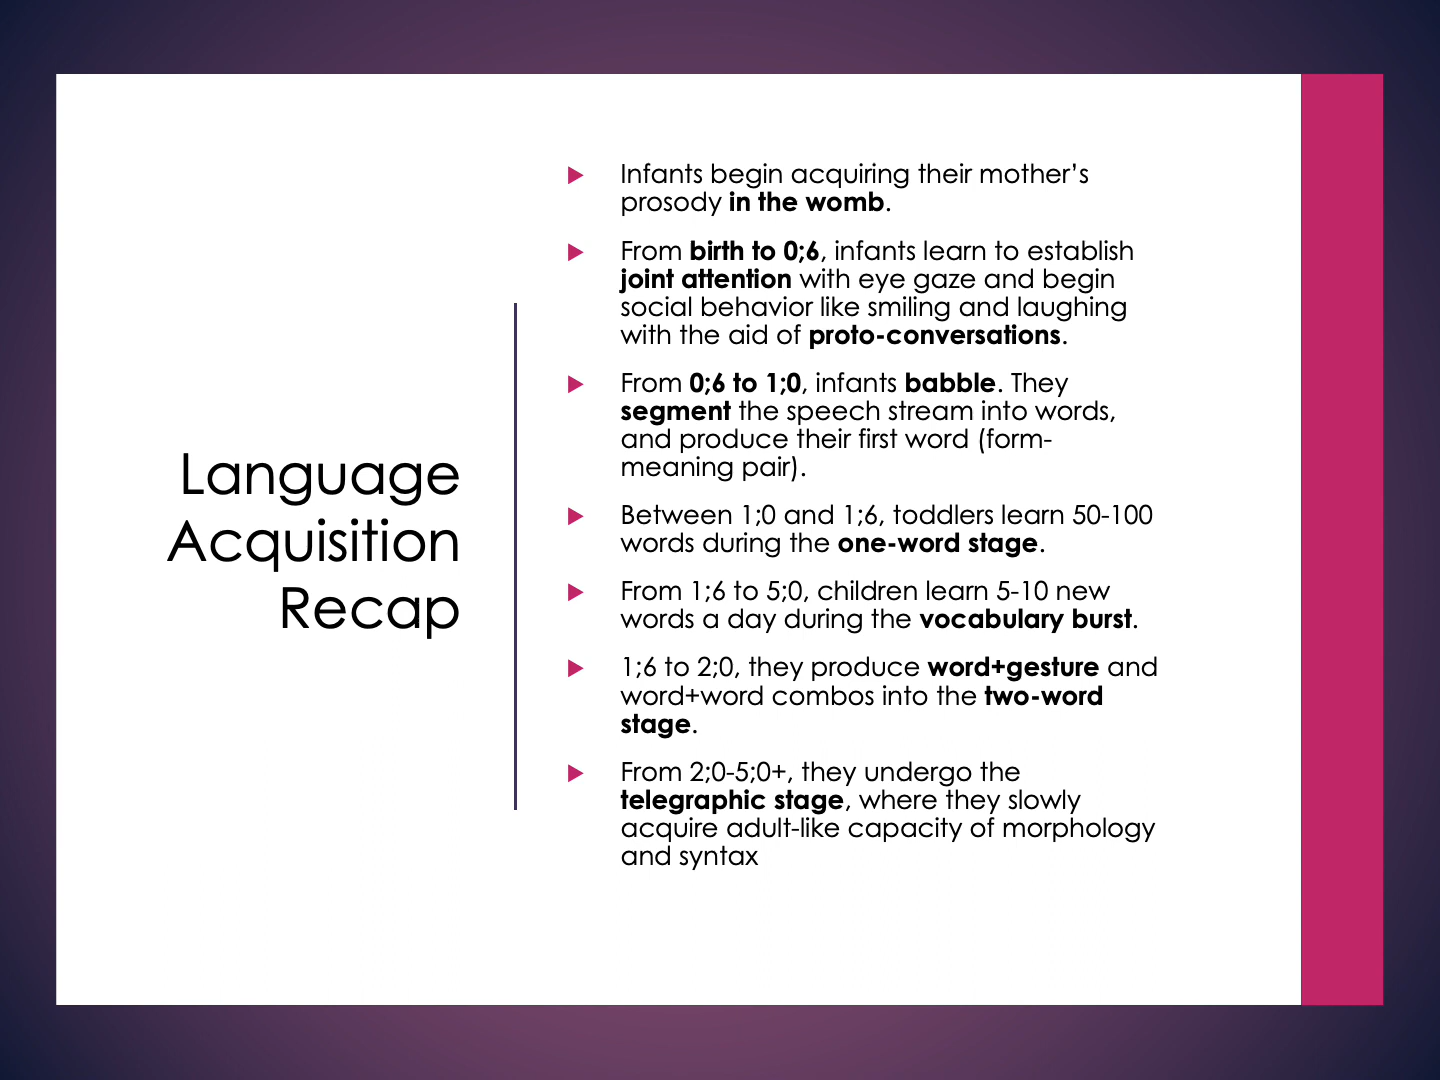 Language
Acquisition
Recap
Infants begin acquiring their mother’s
prosody in the womb.
From birth to 0;6, infants learn to establish
joint attention with eye gaze and begin
social behavior like smiling and laughing
with the aid of proto-conversations.
From 0;6 to 1;0, infants babble. They
segment the speech stream into words,
and produce their first word (form-
meaning pair).
Between 1;0 and 1;6, toddlers learn 50-100
words during the one-word stage.
From 1;6 to 5;0, children learn 5-10 new
words a day during the vocabulary burst.
1;6 to 2;0, they produce word+gesture and
word+word combos into the two-word
stage.
From 2;0-5;0+, they undergo the
telegraphic stage, where they slowly
acquire adult-like capacity of morphology
and syntax